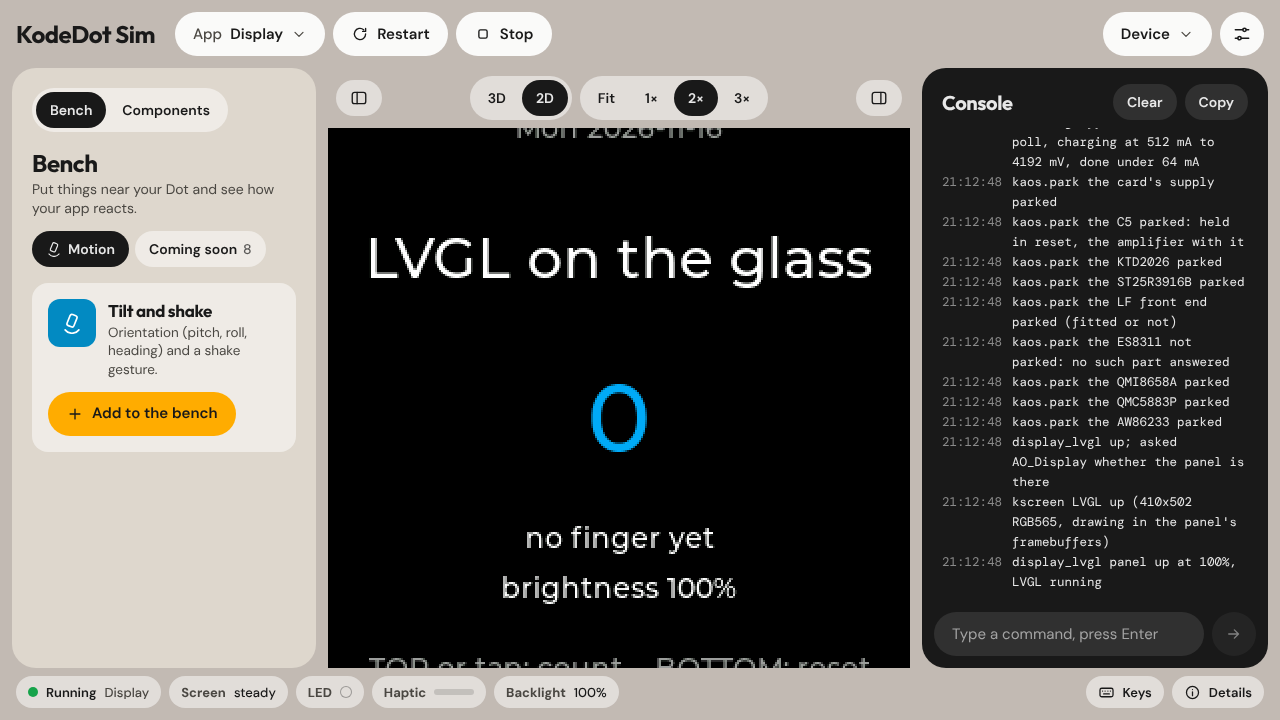 KodeDot Sim
App Display
Restart
Stop
Device
Bench
Components
3D
2D
Fit
1×
2×
3×
Console
Clear
Copy
Bench
Put things near your Dot and see how
your app reacts.
Motion
Coming soon 8
Tilt and shake
Orientation (pitch, roll,
heading) and a shake
gesture.
Add to the bench
Mon 2026-11-16
LVGL on the glass
0
no finger yet
brightness 100%
TOP or tap: count BOTTOM: reset
poll, charging at 512 mA to
4192 mV, done under 64 mA
21:12:48 kaos.park the card's supply
parked
21:12:48 kaos.park the C5 parked: held
in reset, the amplifier with it
21:12:48 kaos.park the KTD2026 parked
21:12:48 kaos.park the ST25R3916B parked
21:12:48 kaos.park the LF front end
parked (fitted or not)
21:12:48 kaos.park the ES8311 not
parked: no such part answered
21:12:48 kaos.park the QMI8658A parked
21:12:48 kaos.park the QMC5883P parked
21:12:48 kaos.park the AW86233 parked
21:12:48 display_lvgl up; asked
AO_Display whether the panel is
there
21:12:48 kscreen LVGL up (410x502
RGB565, drawing in the panel's
framebuffers)
21:12:48 display_lvgl panel up at 100%,
LVGL running
Type a command, press Enter
Running Display
Screen steady
LED
Haptic
Backlight 100%
Keys
Details